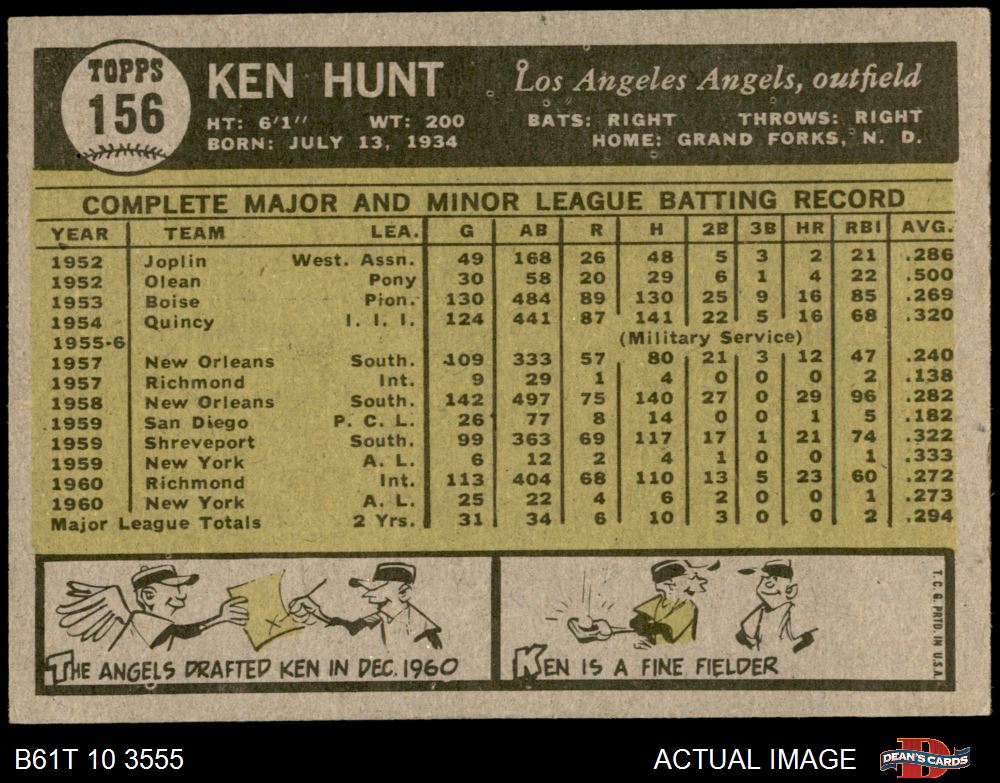 TOPPS
156
KEN HUNT
Los Angeles Angels, outfield
HT: 6'1" WT: 200 BATS: RIGHT THROWS: RIGHT
BORN: JULY 13, 1934 HOME: GRAND FORKS, N. D.
COMPLETE MAJOR AND MINOR LEAGUE BATTING RECORD
YEAR TEAM LEA. G AB R H 2B 3B HR RBI AVG.
1952 Joplin West. Assn. 49 168 26 48 5 3 2 21 .286
1952 Olean Pony 30 58 20 29 6 1 4 22 .500
1953 Boise Pion. 130 484 89 130 25 9 16 85 .269
1954 Quincy I. I. I. 124 441 87 141 22 5 16 68 .320
1955-6 (Military Service)
1957 New Orleans South. 109 333 57 80 21 3 12 47 .240
1957 Richmond Int. 9 29 1 4 0 0 0 2 .138
1958 New Orleans South. 142 497 75 140 27 0 29 96 .282
1959 San Diego P. C. L. 26 77 8 14 0 0 1 5 .182
1959 Shreveport South. 99 363 69 117 17 1 21 74 .322
1959 New York A. L. 6 12 2 4 1 0 0 1 .333
1960 Richmond Int. 113 404 68 110 13 5 23 60 .272
1960 New York A. L. 25 22 4 6 2 0 0 1 .273
Major League Totals 2 Yrs. 31 34 6 10 3 0 0 2 .294
X
THE ANGELS DRAFTED KEN IN DEC. 1960
KEN IS A FINE FIELDER
T. C. G. PRTD. IN U.S.A.
B61T 10 3555
ACTUAL IMAGE
DEAN'S CARDS